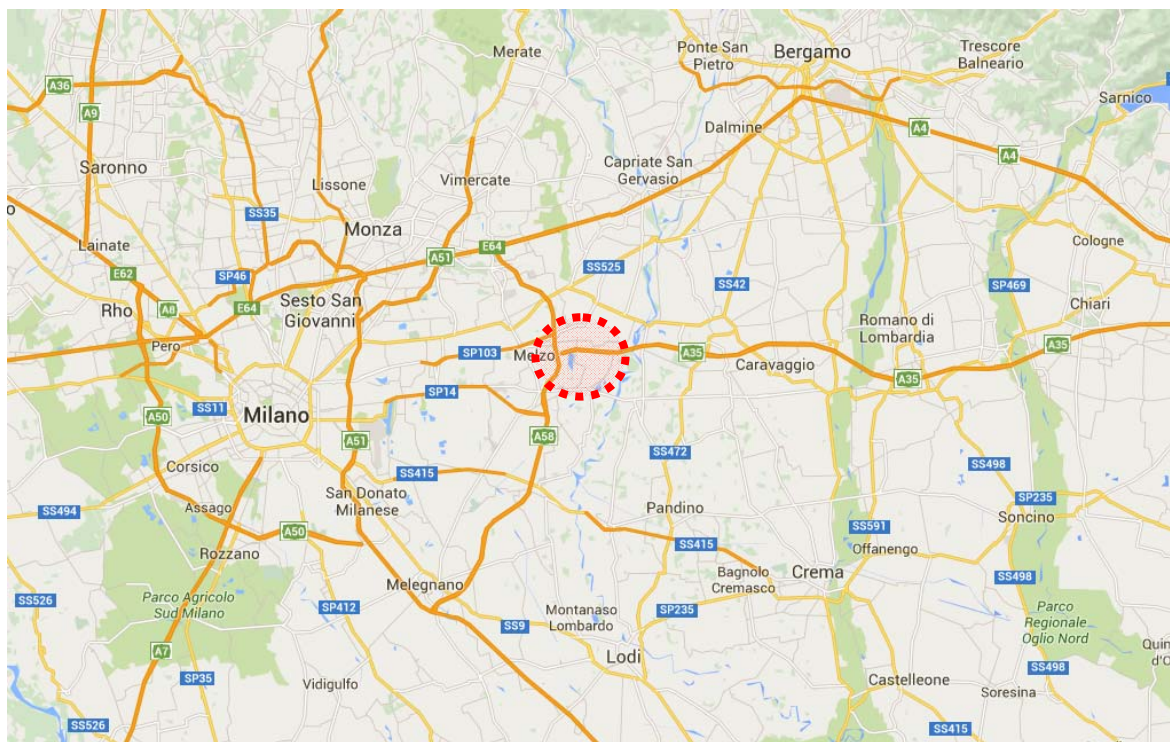 Merate
Ponte San
Pietro
Bergamo
Trescore
Balneario
A36
A9
Sarnico
Dalmine
A4
A4
Saronno
Lissone
Vimercate
Capriate San
Gervasio
SS35
Monza
Lainate
A51
E64
Cologne
E62
SP46
SS525
SS42
SP469
Chiari
Rho
A8
E64
Sesto San
Giovanni
Romano di
Lombardia
A35
Pero
SP103
Melzo
A35
Caravaggio
A35
SP14
SS11
Milano
A50
A51
A58
SS472
SS498
Corsico
SS415
San Donato
Milanese
SP235
Soncino
SS494
Assago
A50
Pandino
SS591
Offanengo
Rozzano
SS415
Bagnolo
Cremasco
Crema
SS498
Melegnano
SS526
Parco Agricolo
Sud Milano
SP412
Montanaso
Lombardo
SP235
Parco
Regionale
Oglio Nord
SS9
A7
Lodi
SS498
SP35
Vidigulfo
Castelleone
Soresina
SS526
SS415